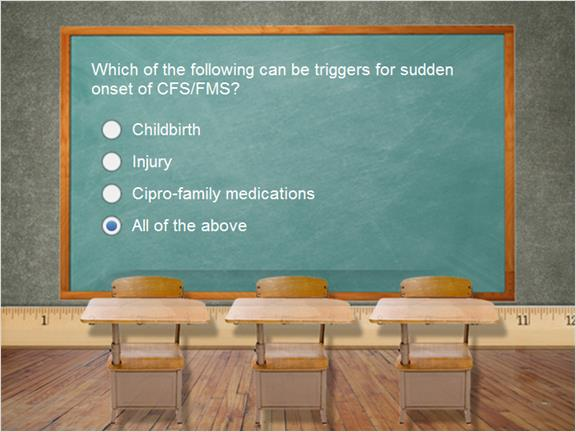 Which of the following can be triggers for sudden
onset of CFS/FMS?
Childbirth
Injury
Cipro-family medications
All of the above
1
11
12